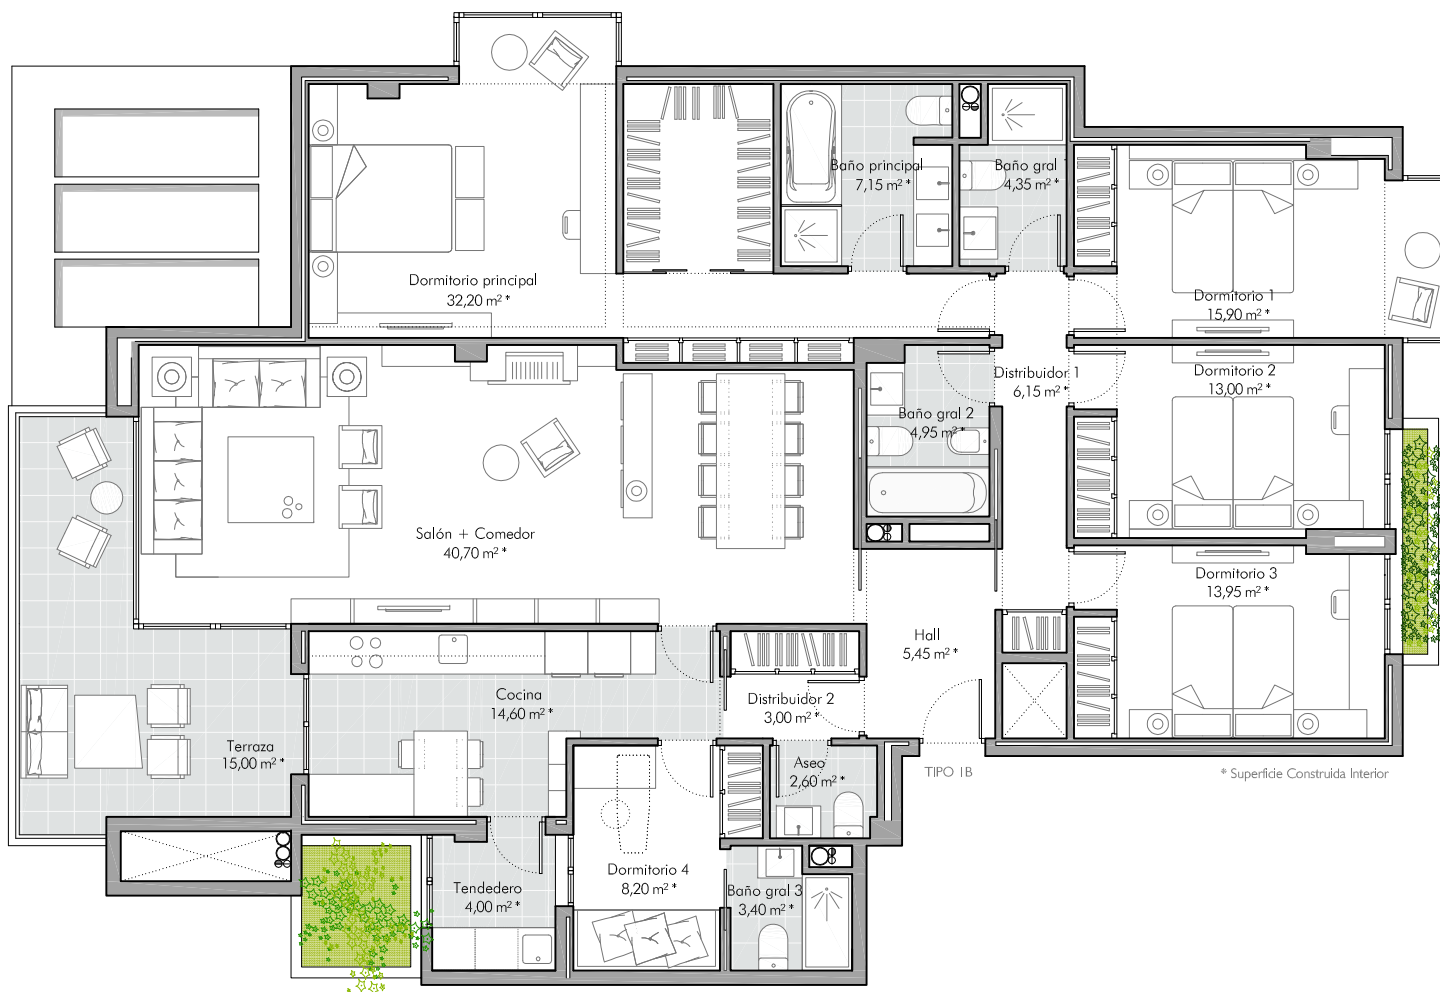 Baño principal
7,15 m² *
Baño gral 1
4,35 m² *
Dormitorio principal
32,20 m² *
Dormitorio 1
15,90 m² *
Distribuidor 1
6,15 m² *
Dormitorio 2
13,00 m² *
Baño gral 2
4,95 m² *
Salón + Comedor
40,70 m² *
Dormitorio 3
13,95 m² *
Hall
5,45 m² *
Cocina
14,60 m² *
Distribuidor 2
3,00 m² *
Terraza
15,00 m² *
Aseo
2,60 m² *
TIPO 1B
* Superficie Construida Interior
Dormitorio 4
8,20 m² *
Tendedero
4,00 m² *
Baño gral 3
3,40 m² *